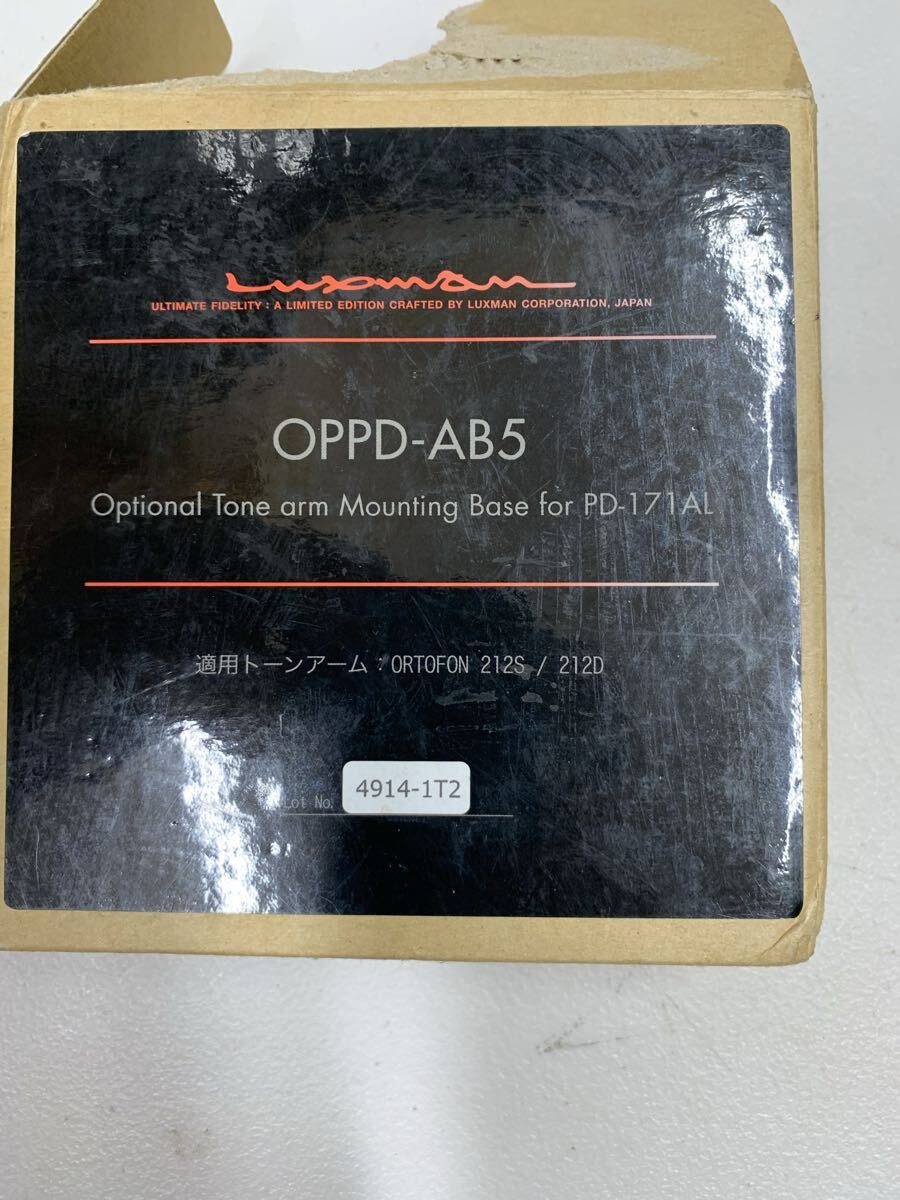 Luxman
ULTIMATE FIDELITY : A LIMITED EDITION CRAFTED BY LUXMAN CORPORATION, JAPAN
OPPD-AB5
Optional Tone arm Mounting Base for PD-171AL
適用トーンアーム：ORTOFON 212S / 212D
Lot No. 4914-1T2